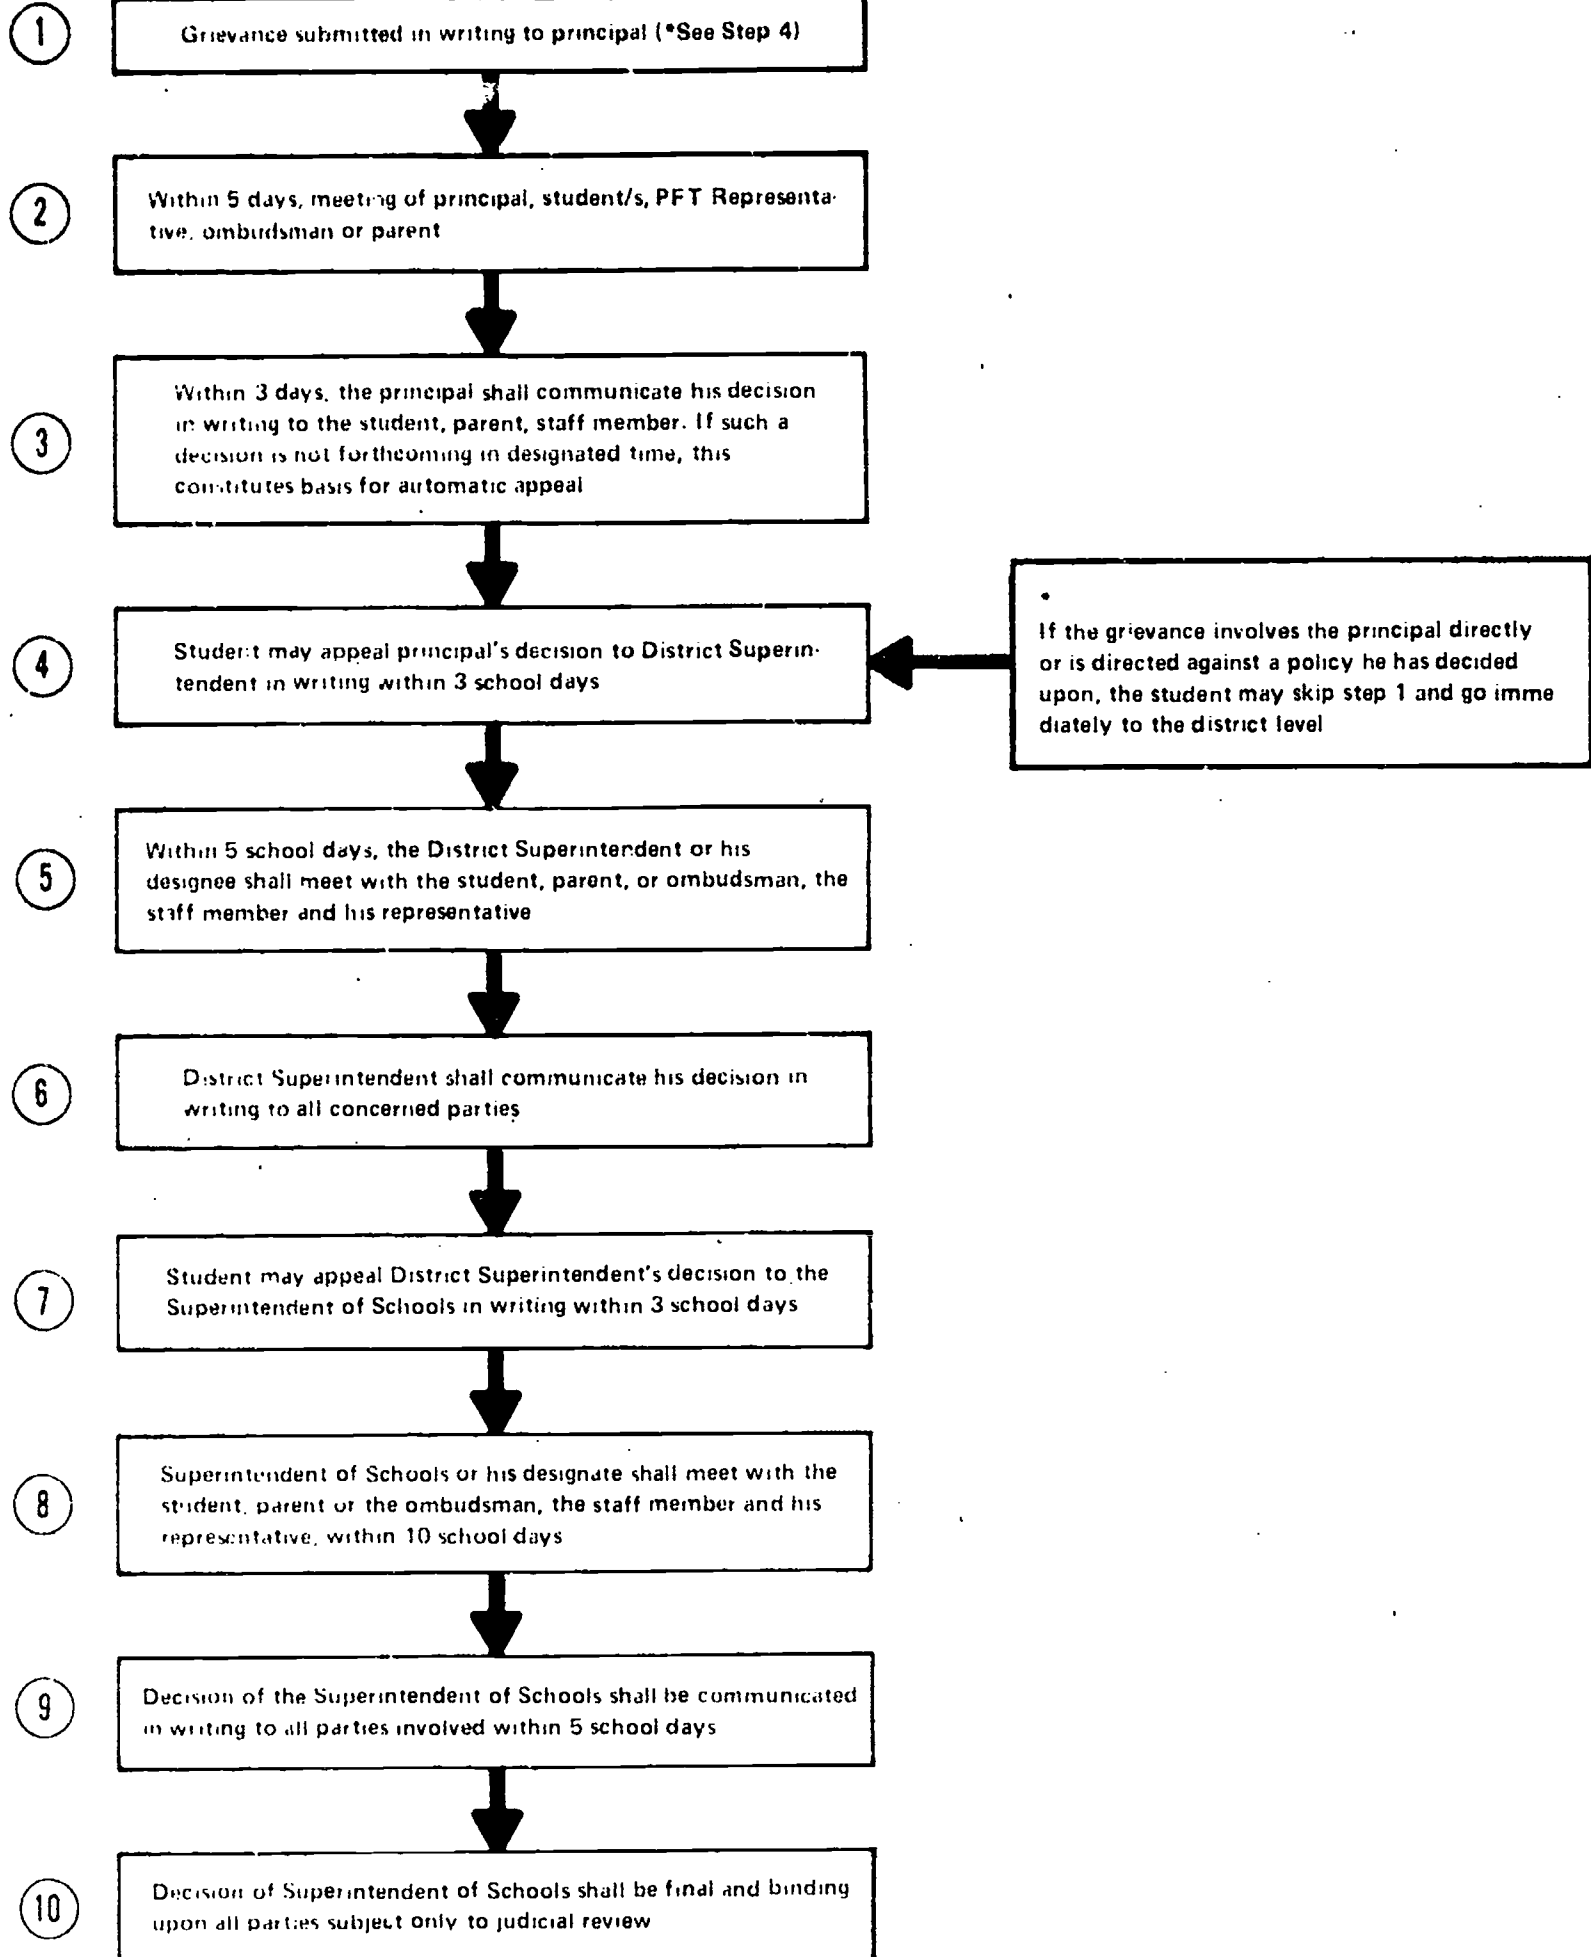 1
Grievance submitted in writing to principal (*See Step 4)
2
Within 5 days, meeting of principal, student/s, PFT Representa-
tive, ombudsman or parent
3
Within 3 days, the principal shall communicate his decision
in writing to the student, parent, staff member. If such a
decision is not forthcoming in designated time, this
constitutes basis for automatic appeal
4
Student may appeal principal's decision to District Superin-
tendent in writing within 3 school days
*
If the grievance involves the principal directly
or is directed against a policy he has decided
upon, the student may skip step 1 and go imme
diately to the district level
5
Within 5 school days, the District Superintendent or his
designee shall meet with the student, parent, or ombudsman, the
staff member and his representative
6
District Superintendent shall communicate his decision in
writing to all concerned parties
7
Student may appeal District Superintendent's decision to the
Superintendent of Schools in writing within 3 school days
8
Superintendent of Schools or his designate shall meet with the
student, parent or the ombudsman, the staff member and his
representative, within 10 school days
9
Decision of the Superintendent of Schools shall be communicated
in writing to all parties involved within 5 school days
10
Decision of Superintendent of Schools shall be final and binding
upon all parties subject only to judicial review